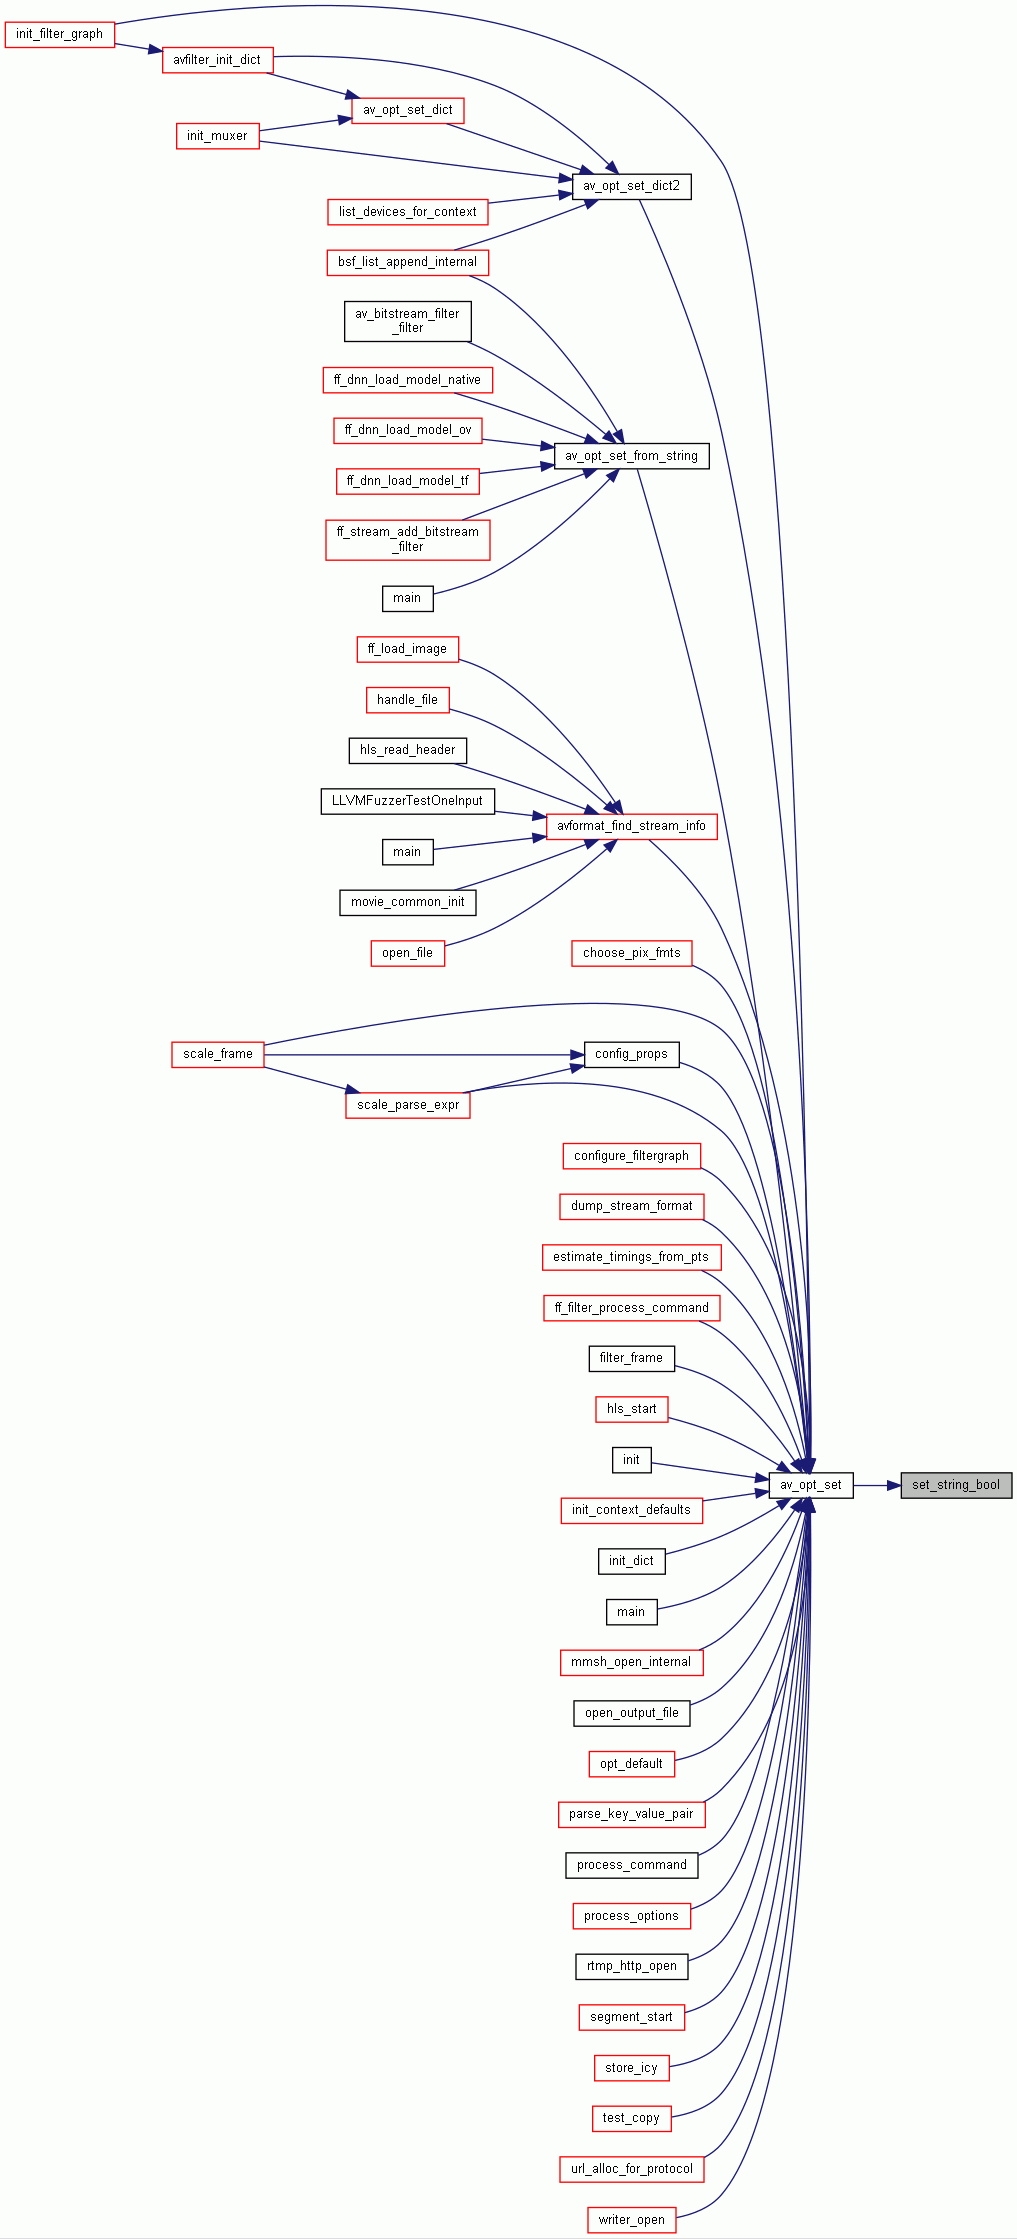 init_filter_graph
avfilter_init_dict
av_opt_set_dict
init_muxer
av_opt_set_dict2
list_devices_for_context
bsf_list_append_internal
av_bitstream_filter
_filter
ff_dnn_load_model_native
ff_dnn_load_model_ov
av_opt_set_from_string
ff_dnn_load_model_tf
ff_stream_add_bitstream
_filter
main
ff_load_image
handle_file
hls_read_header
LLVMFuzzerTestOneInput
avformat_find_stream_info
main
movie_common_init
open_file
choose_pix_fmts
scale_frame
config_props
scale_parse_expr
configure_filtergraph
dump_stream_format
estimate_timings_from_pts
ff_filter_process_command
filter_frame
hls_start
init
av_opt_set
set_string_bool
init_context_defaults
init_dict
main
mmsh_open_internal
open_output_file
opt_default
parse_key_value_pair
process_command
process_options
rtmp_http_open
segment_start
store_icy
test_copy
url_alloc_for_protocol
writer_open